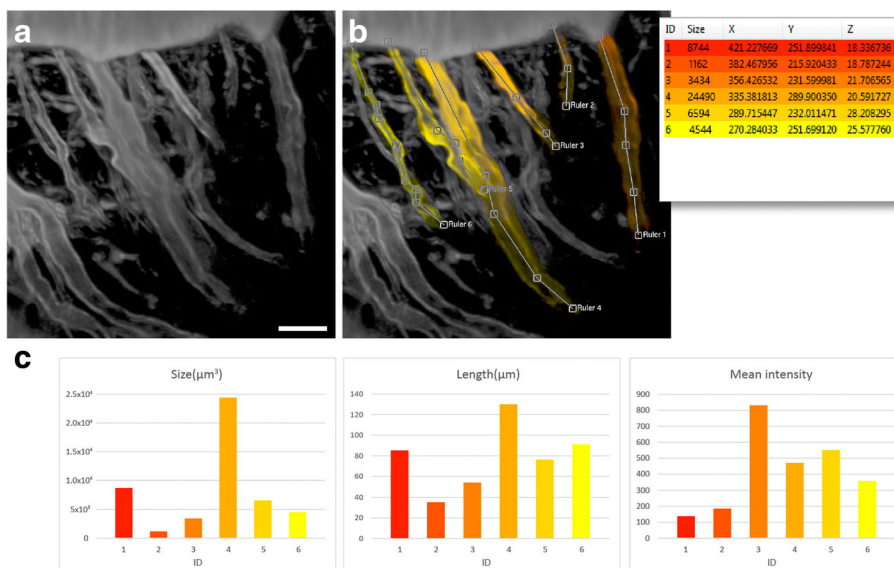 a
b
ID Size X Y Z
1 8744 421.227669 251.899841 18.336736
2 1162 382.467956 215.920433 18.787244
3 3434 356.426532 231.599981 21.706565
4 24490 335.381813 289.900350 20.591727
5 6594 289.715447 232.011471 28.208295
6 4544 270.284033 251.699120 25.577760
Ruler 2
Ruler 3
Ruler 5
Ruler 6
Ruler 1
Ruler 4
c
Size(µm³)
2.5x10⁴
2.0x10⁴
1.0x10⁴
1.0x10⁴
5x10³
0
1 2 3 4 5 6
ID
Length(µm)
140
120
100
80
60
40
20
0
1 2 3 4 5 6
ID
Mean intensity
900
800
700
600
500
400
300
200
100
0
1 2 3 4 5 6
ID